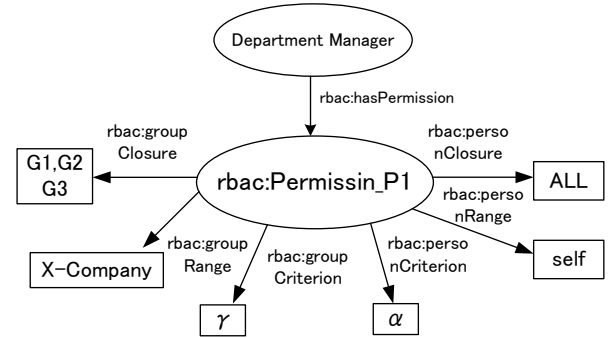 Department Manager
rbac:hasPermission
rbac:group
Closure
rbac:perso
nClosure
G1,G2
G3
rbac:Permissin_P1
ALL
rbac:perso
nRange
X-Company
rbac:group
Range
rbac:group
Criterion
rbac:perso
nCriterion
self
γ
α